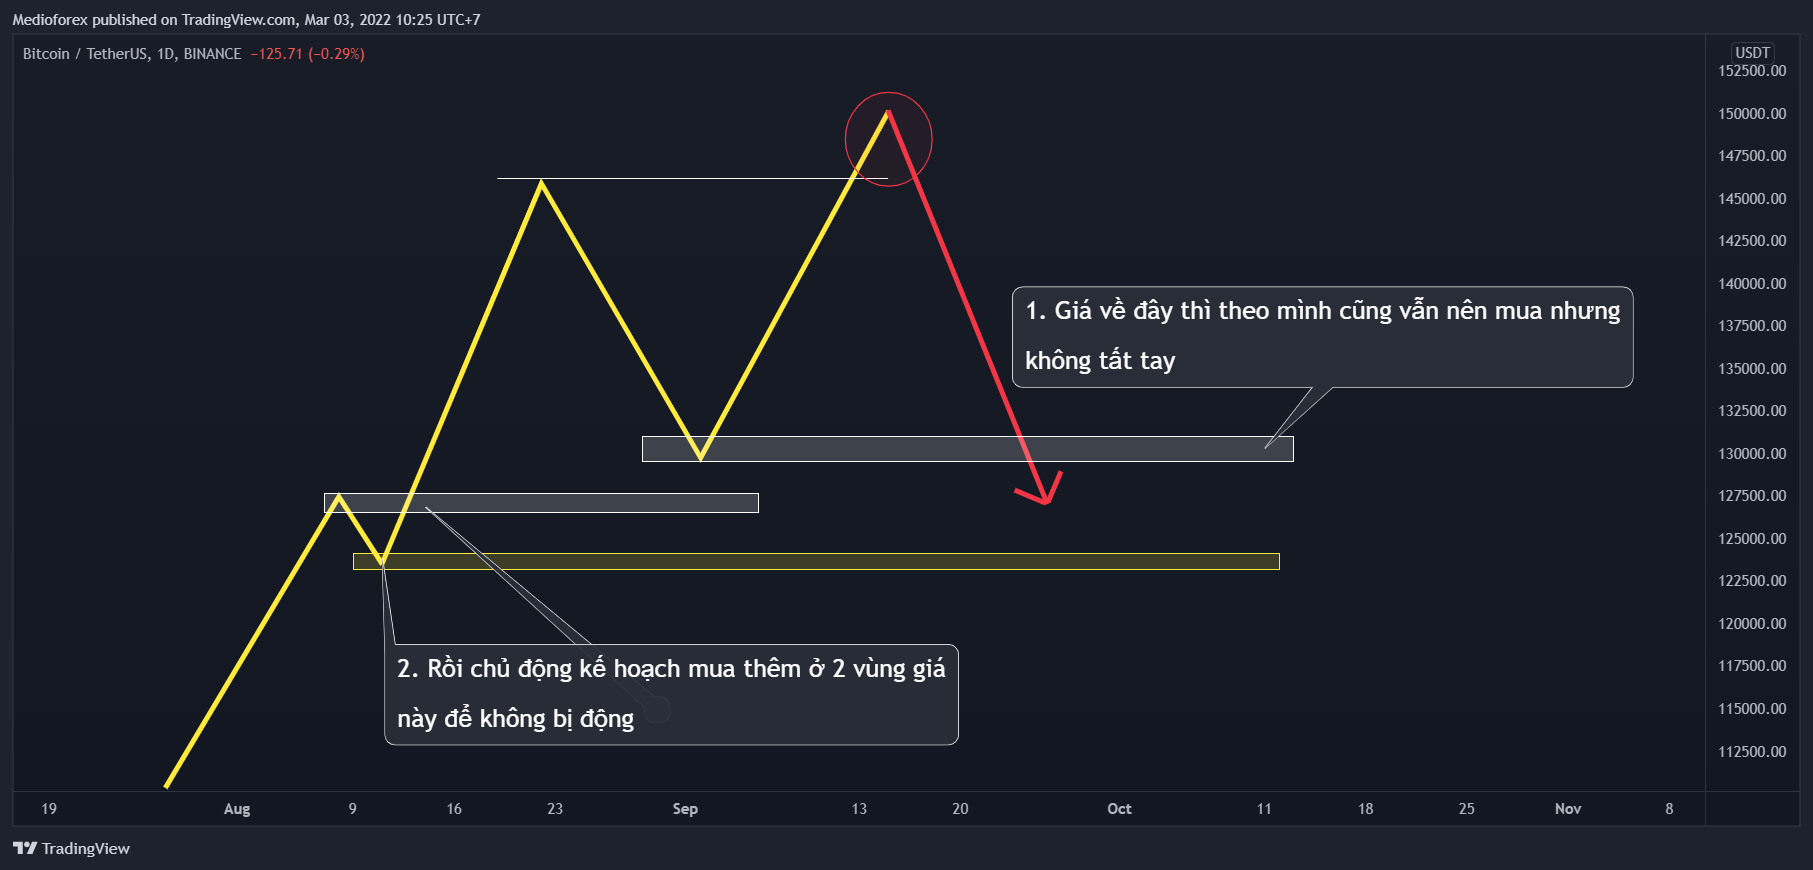 Medioforex published on TradingView.com, Mar 03, 2022 10:25 UTC+7
Bitcoin / TetherUS, 1D, BINANCE −125.71 (−0.29%)
USDT
152500.00
150000.00
147500.00
145000.00
142500.00
140000.00
137500.00
135000.00
132500.00
130000.00
127500.00
125000.00
122500.00
120000.00
117500.00
115000.00
112500.00
1. Giá về đây thì theo mình cũng vẫn nên mua nhưng
không tất tay
2. Rồi chủ động kế hoạch mua thêm ở 2 vùng giá
này để không bị động
19 Aug 9 16 23 Sep 13 20 Oct 11 18 25 Nov 8
TradingView